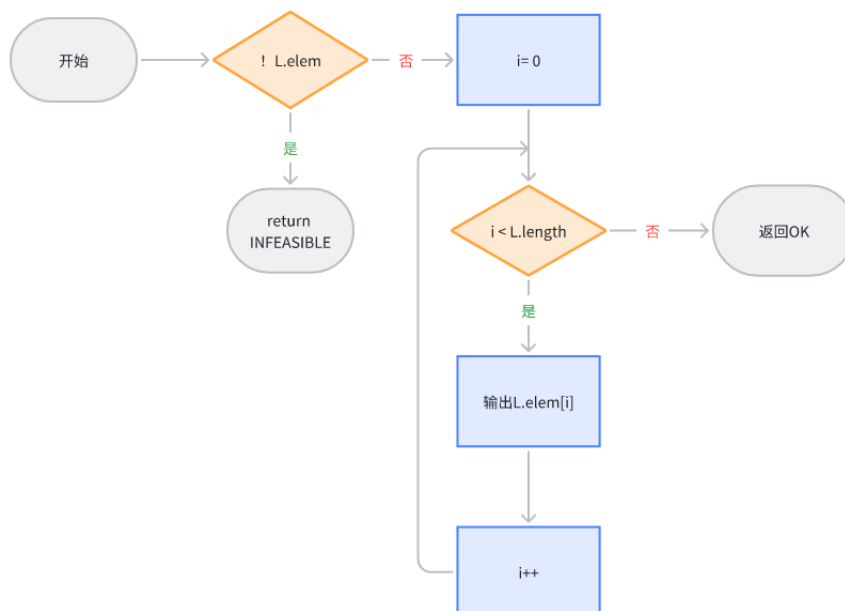 开始
！L.elem
否
i= 0
是
return
INFEASIBLE
i < L.length
否
返回OK
是
输出L.elem[i]
i++